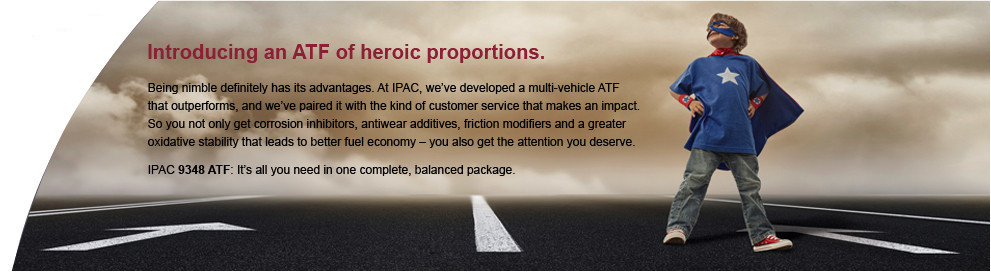 Introducing an ATF of heroic proportions.
Being nimble definitely has its advantages. At IPAC, we've developed a multi-vehicle ATF
that outperforms, and we've paired it with the kind of customer service that makes an impact.
So you not only get corrosion inhibitors, antiwear additives, friction modifiers and a greater
oxidative stability that leads to better fuel economy – you also get the attention you deserve.
IPAC 9348 ATF: It's all you need in one complete, balanced package.